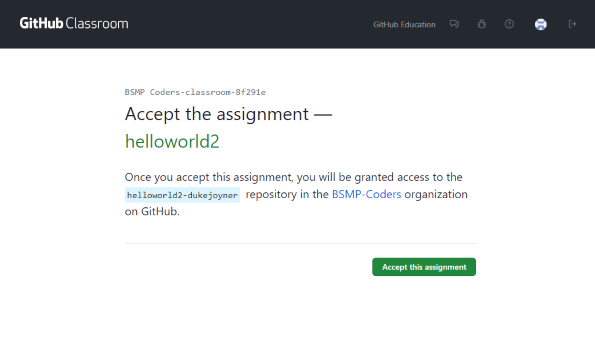 GitHub Classroom
GitHub Education
BSMP Coders-classroom-8f291e
Accept the assignment —
helloworld2
Once you accept this assignment, you will be granted access to the
helloworld2-dukejoyner repository in the BSMP-Coders organization
on GitHub.
Accept this assignment